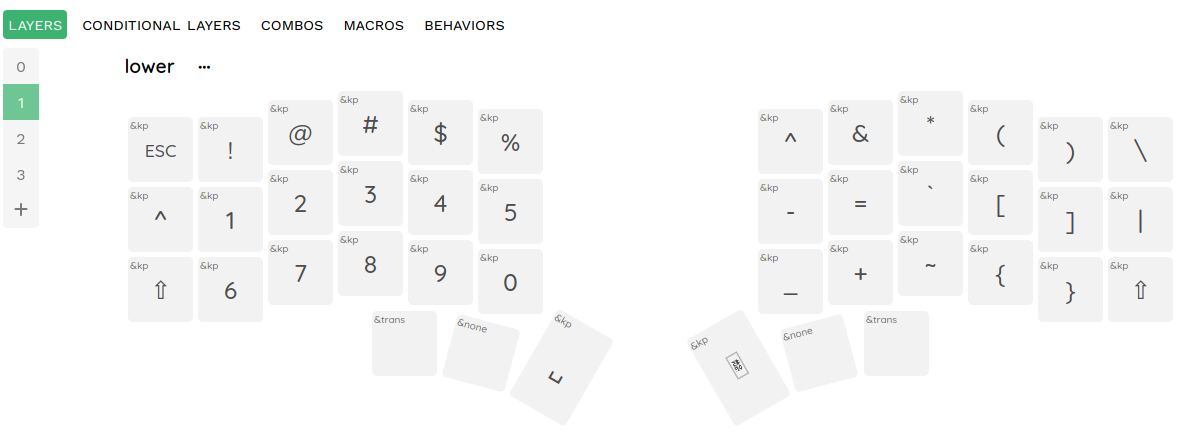 LAYERS CONDITIONAL LAYERS COMBOS MACROS BEHAVIORS
0
1
2
3
+
lower ...
&kp &kp &kp &kp &kp &kp &kp &kp &kp &kp &kp &kp
ESC ! @ # $ % ^ & * ( ) \
&kp &kp &kp &kp &kp &kp &kp &kp &kp &kp &kp &kp
^ 1 2 3 4 5 - = ` [ ] |
&kp &kp &kp &kp &kp &kp &kp &kp &kp &kp &kp &kp
⇧ 6 7 8 9 0 _ + ~ { } ⇧
&trans &none &kp &kp &none &trans
␣